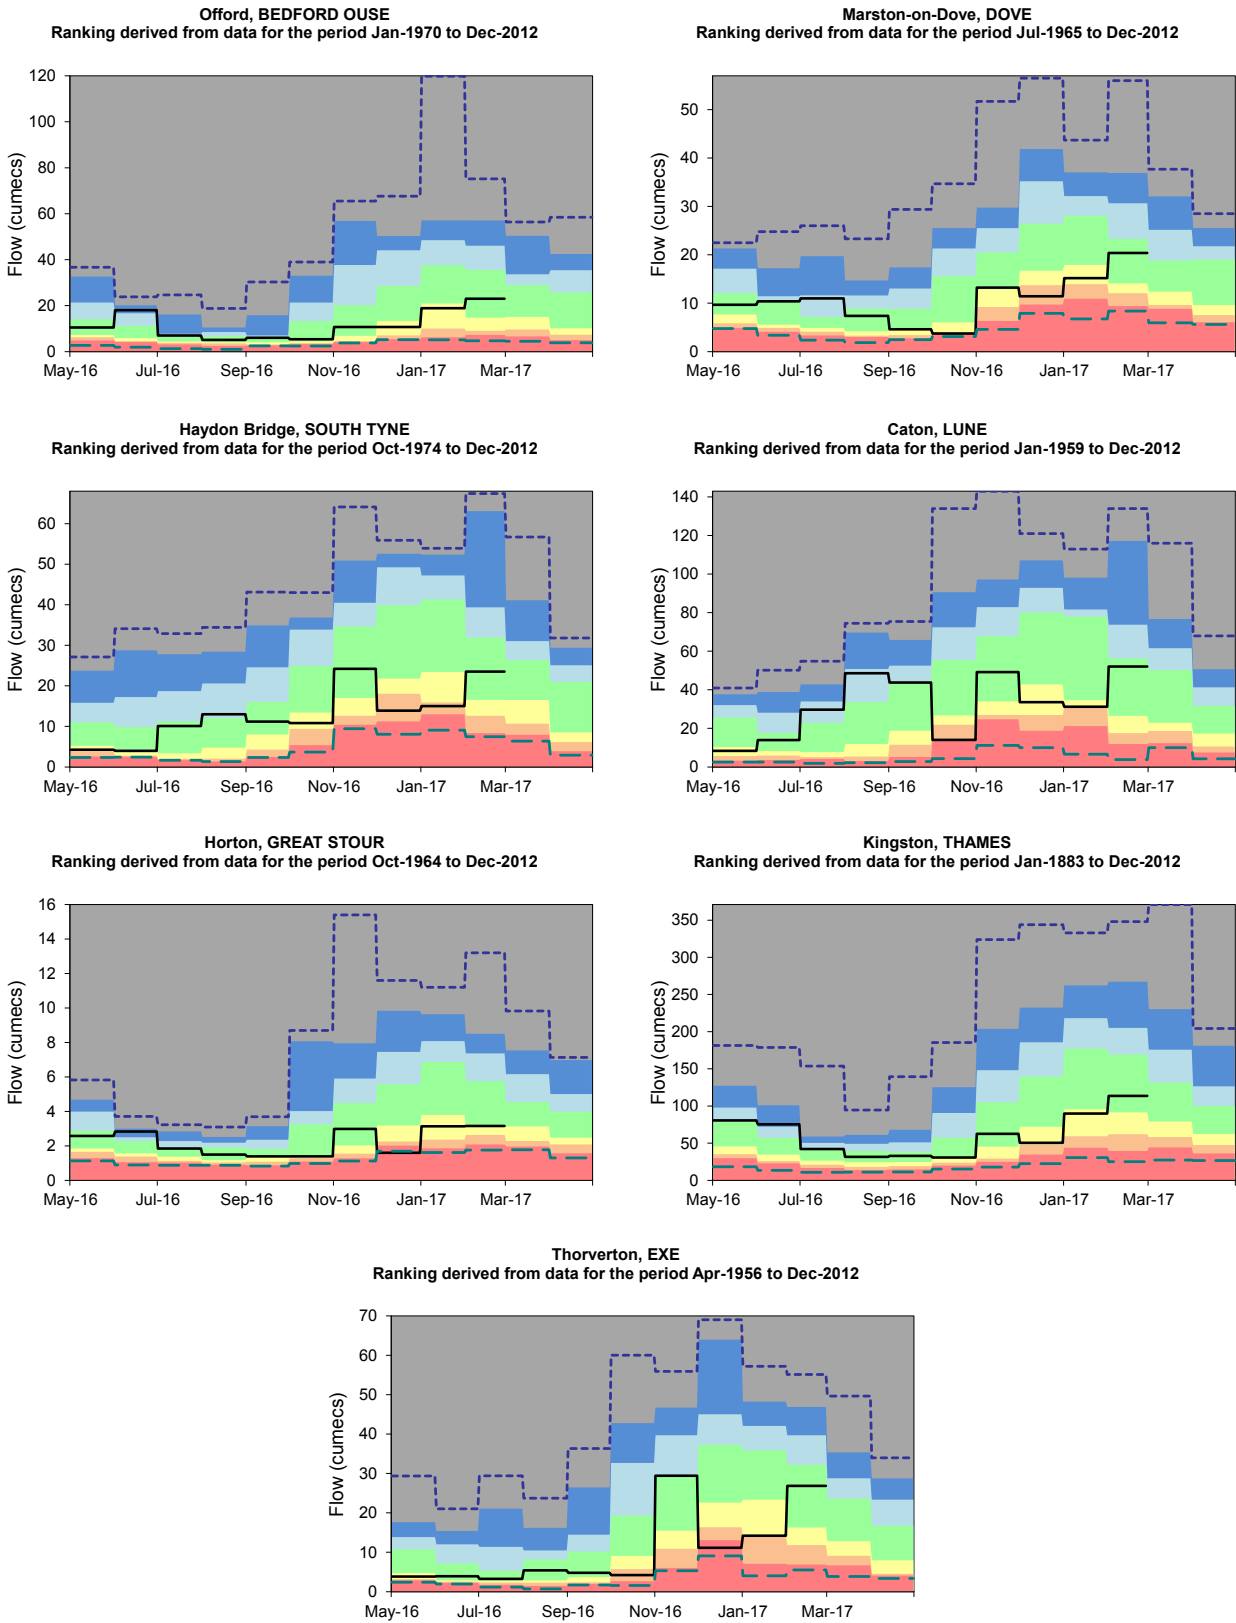 Offord, BEDFORD OUSE
Ranking derived from data for the period Jan-1970 to Dec-2012
Flow (cumecs)
120
100
80
60
40
20
0
May-16 Jul-16 Sep-16 Nov-16 Jan-17 Mar-17
Marston-on-Dove, DOVE
Ranking derived from data for the period Jul-1965 to Dec-2012
Flow (cumecs)
50
40
30
20
10
0
May-16 Jul-16 Sep-16 Nov-16 Jan-17 Mar-17
Haydon Bridge, SOUTH TYNE
Ranking derived from data for the period Oct-1974 to Dec-2012
Flow (cumecs)
60
50
40
30
20
10
0
May-16 Jul-16 Sep-16 Nov-16 Jan-17 Mar-17
Caton, LUNE
Ranking derived from data for the period Jan-1959 to Dec-2012
Flow (cumecs)
140
120
100
80
60
40
20
0
May-16 Jul-16 Sep-16 Nov-16 Jan-17 Mar-17
Horton, GREAT STOUR
Ranking derived from data for the period Oct-1964 to Dec-2012
Flow (cumecs)
16
14
12
10
8
6
4
2
0
May-16 Jul-16 Sep-16 Nov-16 Jan-17 Mar-17
Kingston, THAMES
Ranking derived from data for the period Jan-1883 to Dec-2012
Flow (cumecs)
350
300
250
200
150
100
50
0
May-16 Jul-16 Sep-16 Nov-16 Jan-17 Mar-17
Thorverton, EXE
Ranking derived from data for the period Apr-1956 to Dec-2012
Flow (cumecs)
70
60
50
40
30
20
10
0
May-16 Jul-16 Sep-16 Nov-16 Jan-17 Mar-17